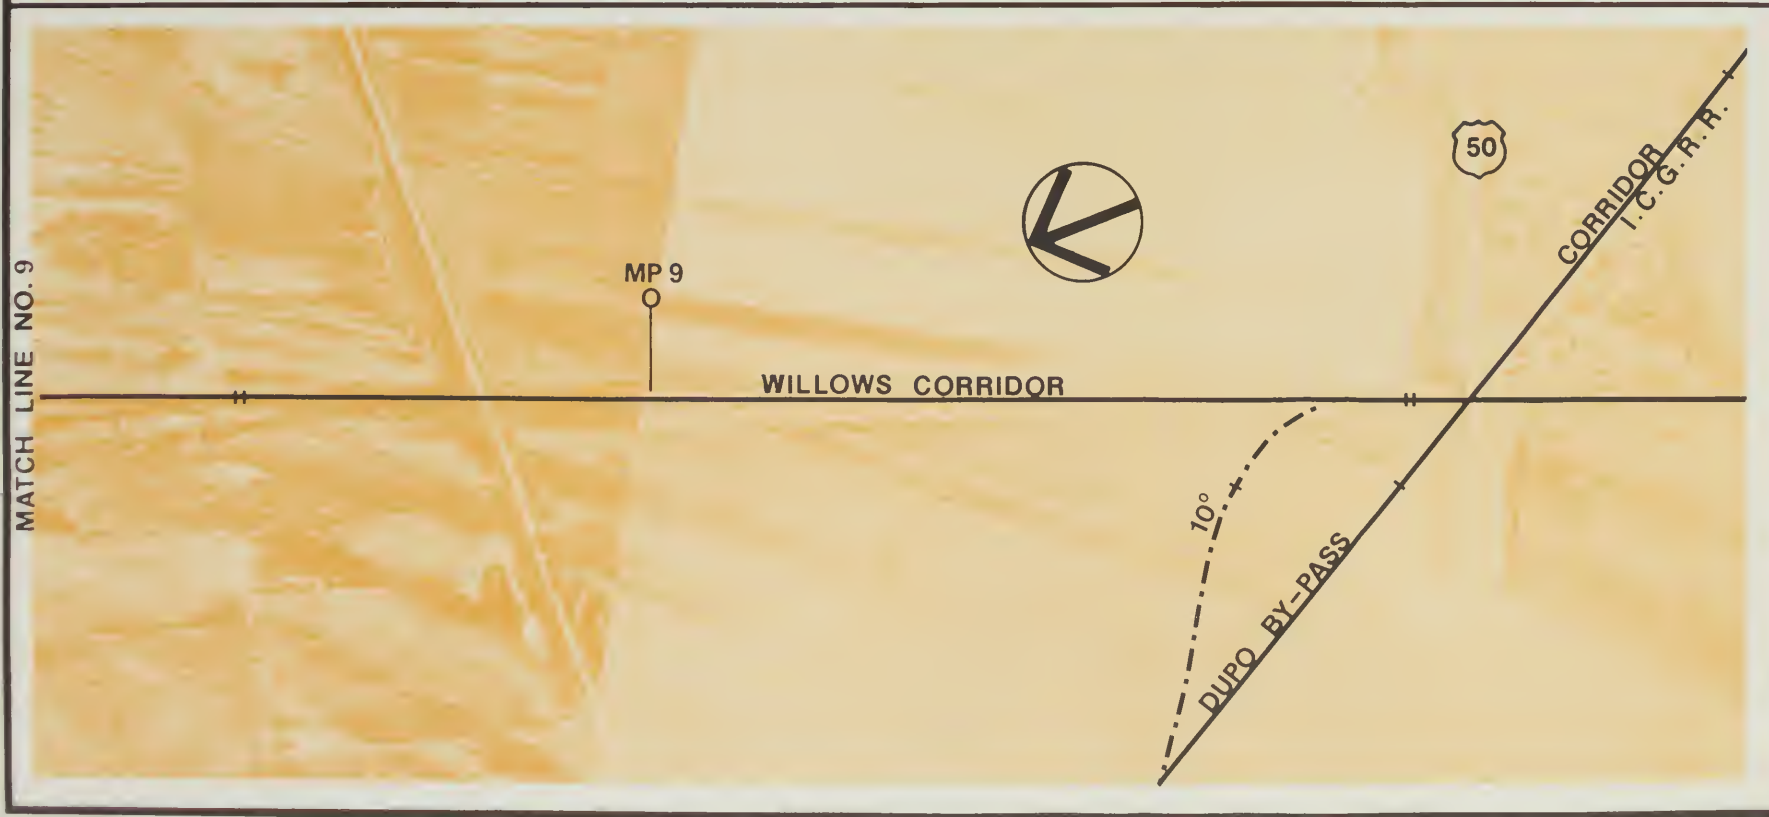 50
CORRIDOR
I.C.G.R.R.
MATCH LINE NO. 9
MP 9
WILLOWS CORRIDOR
10°
DUPO BY-PASS